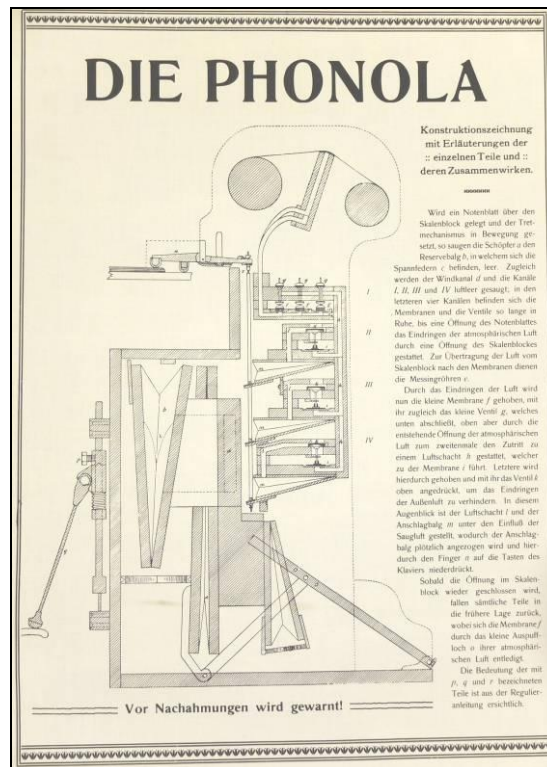 DIE PHONOLA
Konstruktionszeichnung
mit Erläuterungen der
:: einzelnen Teile und ::
deren Zusammenwirken.
Wird ein Notenblatt über den
Skalenblock gelegt und der Tret-
mechanismus in Bewegung ge-
setzt, so saugen die Schöpfer a den
Reservebalg b, in welchem sich die
Spannfedern c befinden, leer. Zugleich
werden der Windkanal d und die Kanäle
I, II, III und IV luftleer gesaugt; in den
letzteren vier Kanälen befinden sich die
Membranen und die Ventile so lange in
Ruhe, bis eine Öffnung des Notenblattes
das Eindringen der atmosphärischen Luft
durch eine Öffnung des Skalenblockes
gestattet. Zur Übertragung der Luft vom
Skalenblock nach den Membranen dienen
die Messingröhren e.
Durch das Eindringen der Luft wird
nun die kleine Membrane f gehoben, mit
ihr zugleich das kleine Ventil g, welches
unten abschließt, oben aber durch die
entstehende Öffnung der atmosphärischen
Luft zum zweitenmale den Zutritt zu
einem Luftschacht h gestattet, welcher
zu der Membrane i führt. Letztere wird
hierdurch gehoben und mit ihr das Ventil k
oben angedrückt, um das Eindringen
der Außenluft zu verhindern. In diesem
Augenblick ist der Luftschacht l und der
Anschlagbalg m unter den Einfluß der
Saugluft gestellt, wodurch der Anschlag-
balg plötzlich angezogen wird und hier-
durch den Finger n auf die Tasten des
Klaviers niederdrückt.
Sobald die Öffnung im Skalen-
block wieder geschlossen wird,
fallen sämtliche Teile in
die frühere Lage zurück,
wobei sich die Membrane f
durch das kleine Auspuff-
loch o ihrer atmosphäri-
schen Luft entledigt.
Die Bedeutung der mit
p, q und r bezeichneten
Teile ist aus der Regulier-
anleitung ersichtlich.
I
II
III
IV
Vor Nachahmungen wird gewarnt!